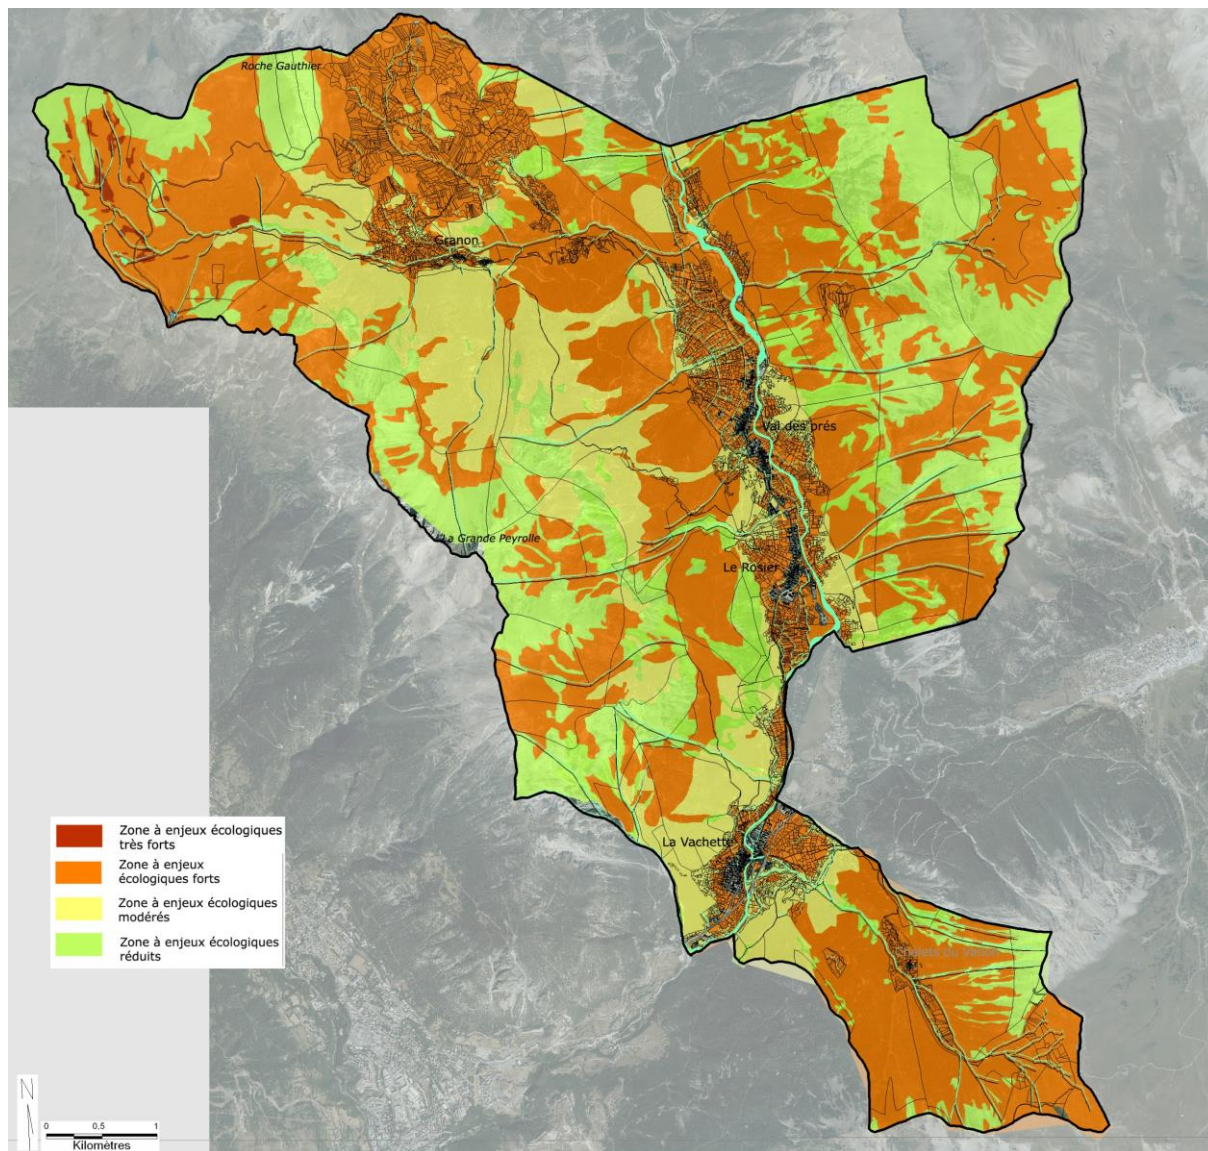 Roche Gauthier
Granon
Val des prés
La Grande Peyrolle
Le Rosier
La Vachette
Zone à enjeux écologiques
très forts
Zone à enjeux
écologiques forts
Zone à enjeux écologiques
modérés
Zone à enjeux écologiques
réduits
N
0 0.5 1
Kilomètres